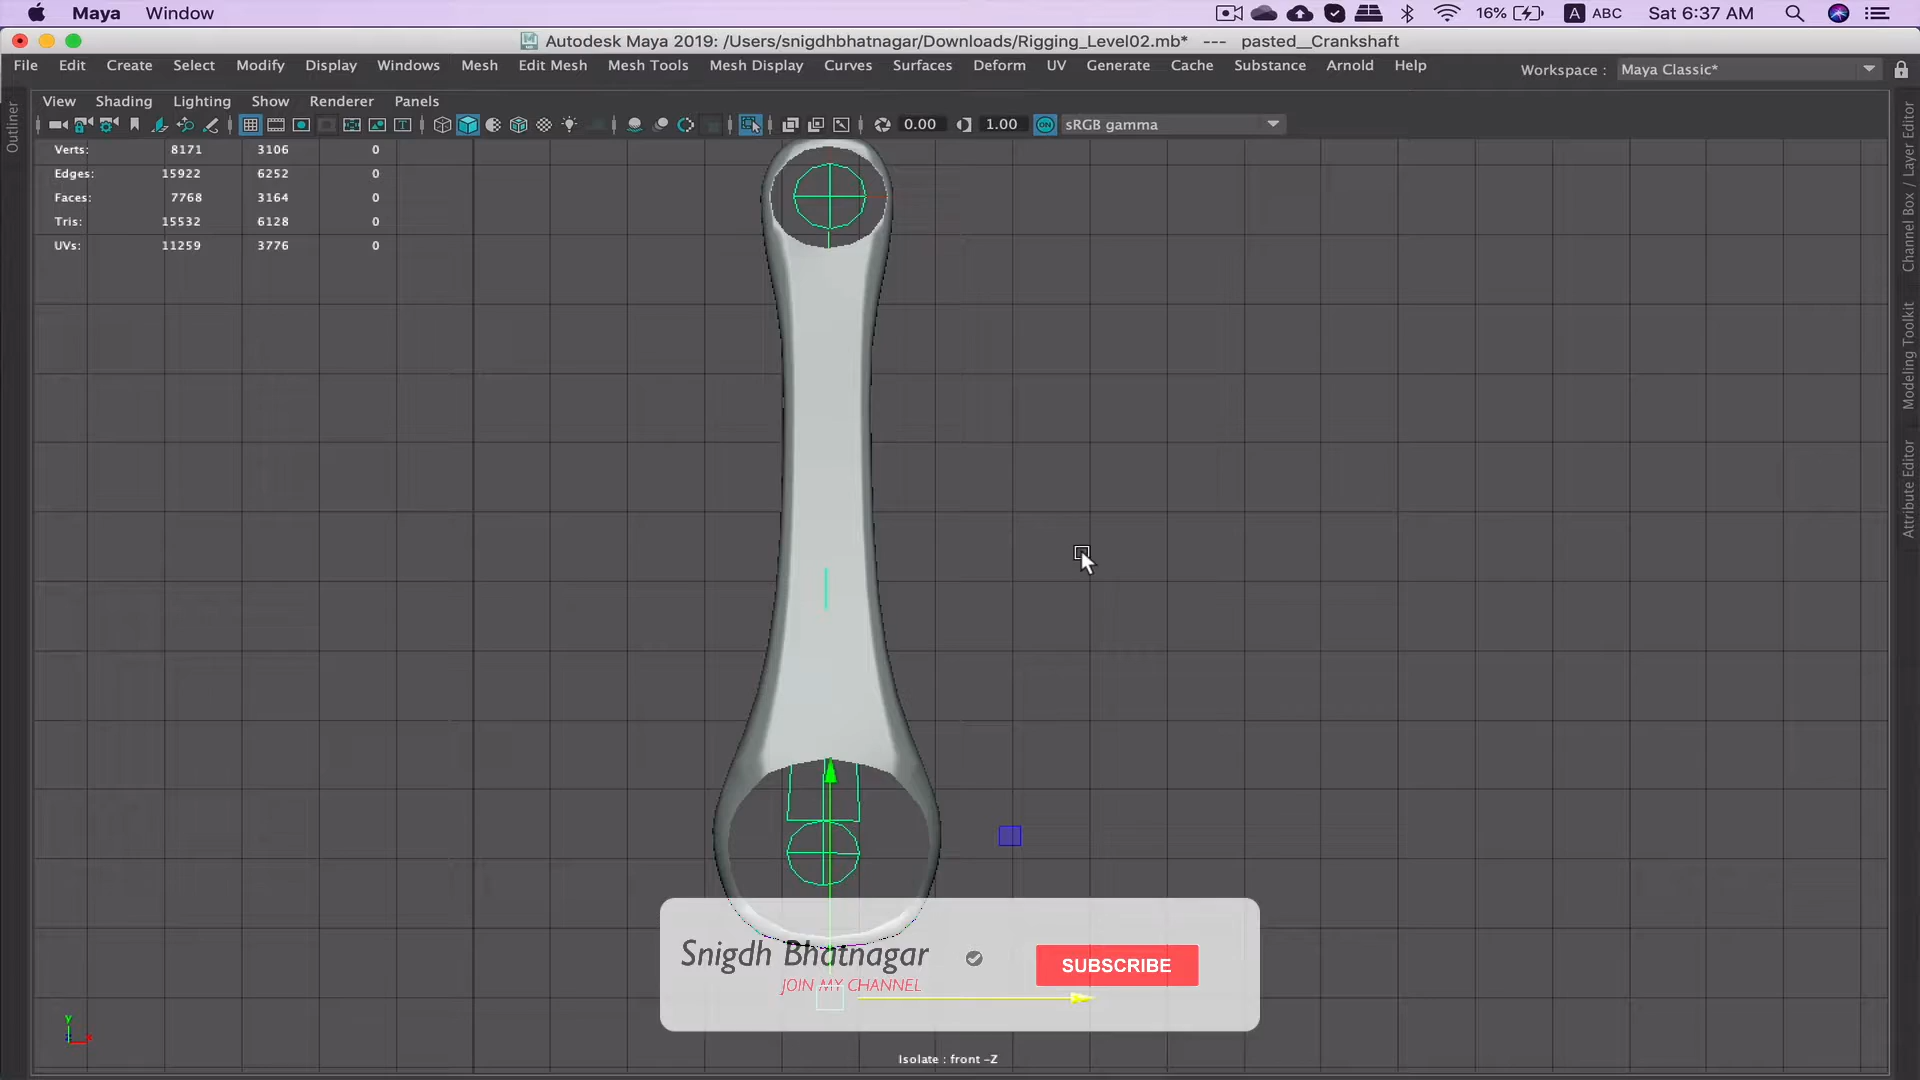 Maya Window 16% A ABC Sat 6:37 AM
Autodesk Maya 2019: /Users/snigdhbhatnagar/Downloads/Rigging_Level02.mb* --- pasted__Crankshaft
File Edit Create Select Modify Display Windows Mesh Edit Mesh Mesh Tools Mesh Display Curves Surfaces Deform UV Generate Cache Substance Arnold Help Workspace : Maya Classic*
View Shading Lighting Show Renderer Panels
0.00 1.00 ON sRGB gamma
Outliner
Verts: 8171 3106 0
Edges: 15922 6252 0
Faces: 7768 3164 0
Tris: 15532 6128 0
UVs: 11259 3776 0
Channel Box / Layer Editor
Modeling Toolkit
Attribute Editor
Snigdh Bhatnagar
JOIN MY CHANNEL
SUBSCRIBE
y
x
Isolate : front -Z